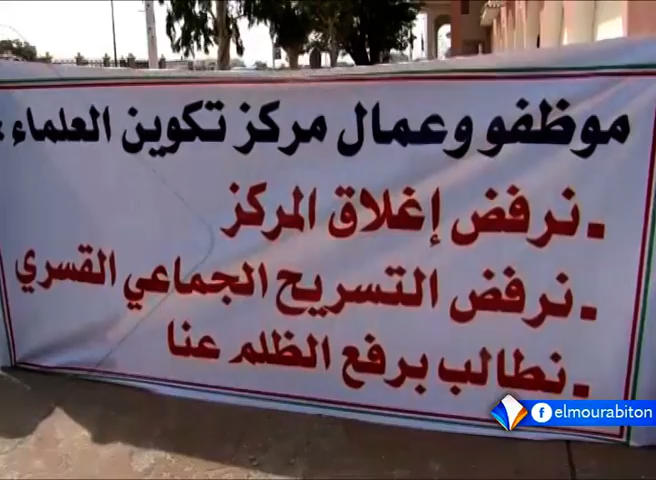 موظفو وعمال مركز تكوين العلماء
- نرفض إغلاق المركز
- نرفض التسريح الجماعي القسري
- نطالب برفع الظلم عنا
elmourabiton